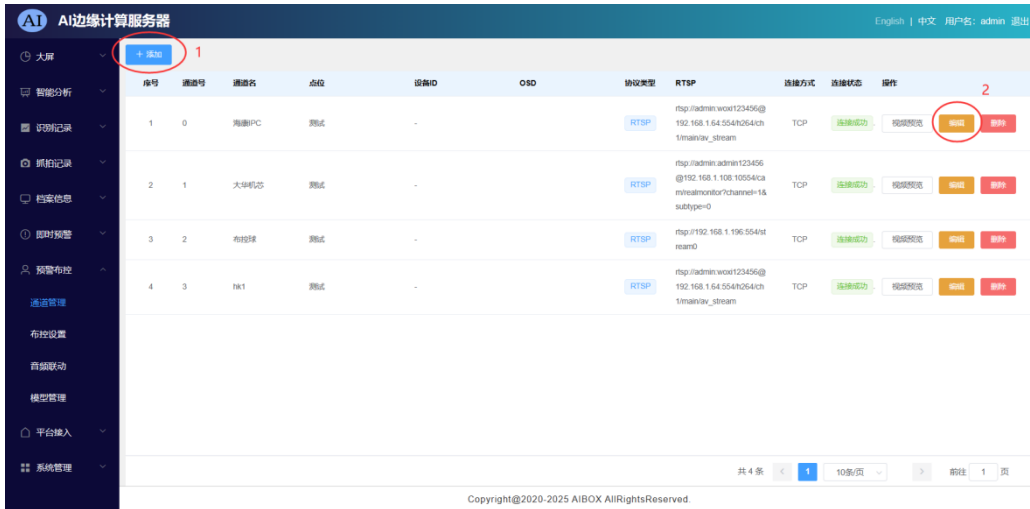 AI AI边缘计算服务器 English | 中文 用户名: admin 退出
大屏
智能分析
识别记录
抓拍记录
档案信息
即时预警
预警布控
通道管理
布控设置
音频联动
模型管理
平台接入
系统管理
+ 添加 1
序号 通道号 通道名 点位 设备ID OSD 协议类型 RTSP 连接方式 连接状态 操作 2
1 0 海康IPC 测试 - RTSP rtsp://admin:woxi123456@
192.168.1.64:554/h264/ch
1/main/av_stream TCP 连接成功 视频预览 编辑 删除
2 1 大华机芯 测试 - RTSP rtsp://admin:admin123456
@192.168.1.108:10554/ca
m/realmonitor?channel=1&
subtype=0 TCP 连接成功 视频预览 编辑 删除
3 2 布控球 测试 - RTSP rtsp://192.168.1.196:554/st
ream0 TCP 连接成功 视频预览 编辑 删除
4 3 hk1 测试 - RTSP rtsp://admin:woxi123456@
192.168.1.64:554/h264/ch
1/main/av_stream TCP 连接成功 视频预览 编辑 删除
共 4 条 < 1 10条/页 > 前往 1 页
Copyright@2020-2025 AIBOX AllRightsReserved.